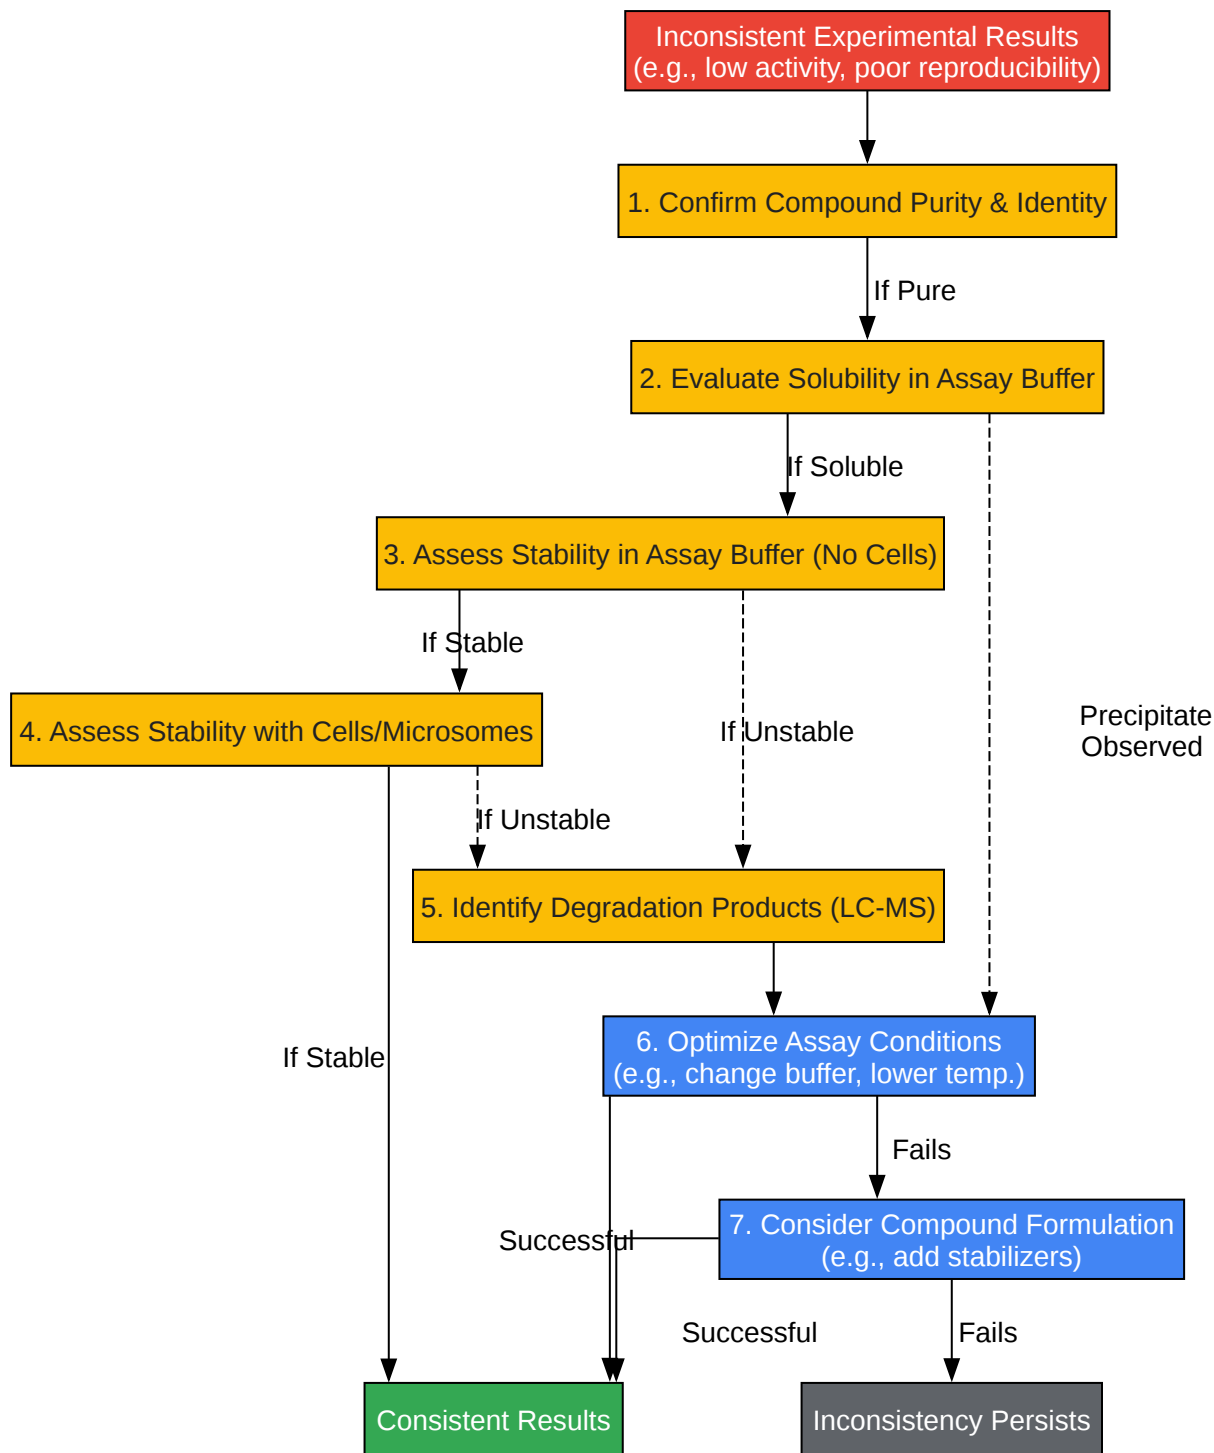 Inconsistent Experimental Results
(e.g., low activity, poor reproducibility)
1. Confirm Compound Purity & Identity
If Pure
2. Evaluate Solubility in Assay Buffer
If Soluble
3. Assess Stability in Assay Buffer (No Cells)
If Stable
4. Assess Stability with Cells/Microsomes
If Unstable
Precipitate
Observed
If Unstable
5. Identify Degradation Products (LC-MS)
6. Optimize Assay Conditions
(e.g., change buffer, lower temp.)
If Stable
Fails
7. Consider Compound Formulation
(e.g., add stabilizers)
Successful
Successful
Fails
Consistent Results
Inconsistency Persists